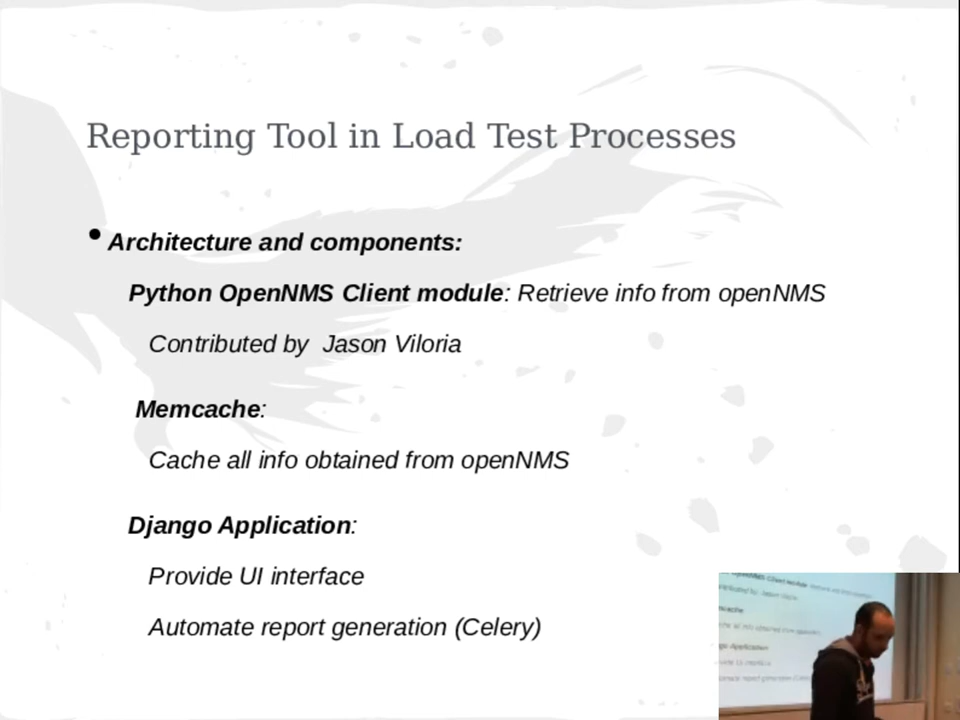 Reporting Tool in Load Test Processes
• Architecture and components:
Python OpenNMS Client module: Retrieve info from openNMS
Contributed by Jason Viloria
Memcache:
Cache all info obtained from openNMS
Django Application:
Provide UI interface
Automate report generation (Celery)